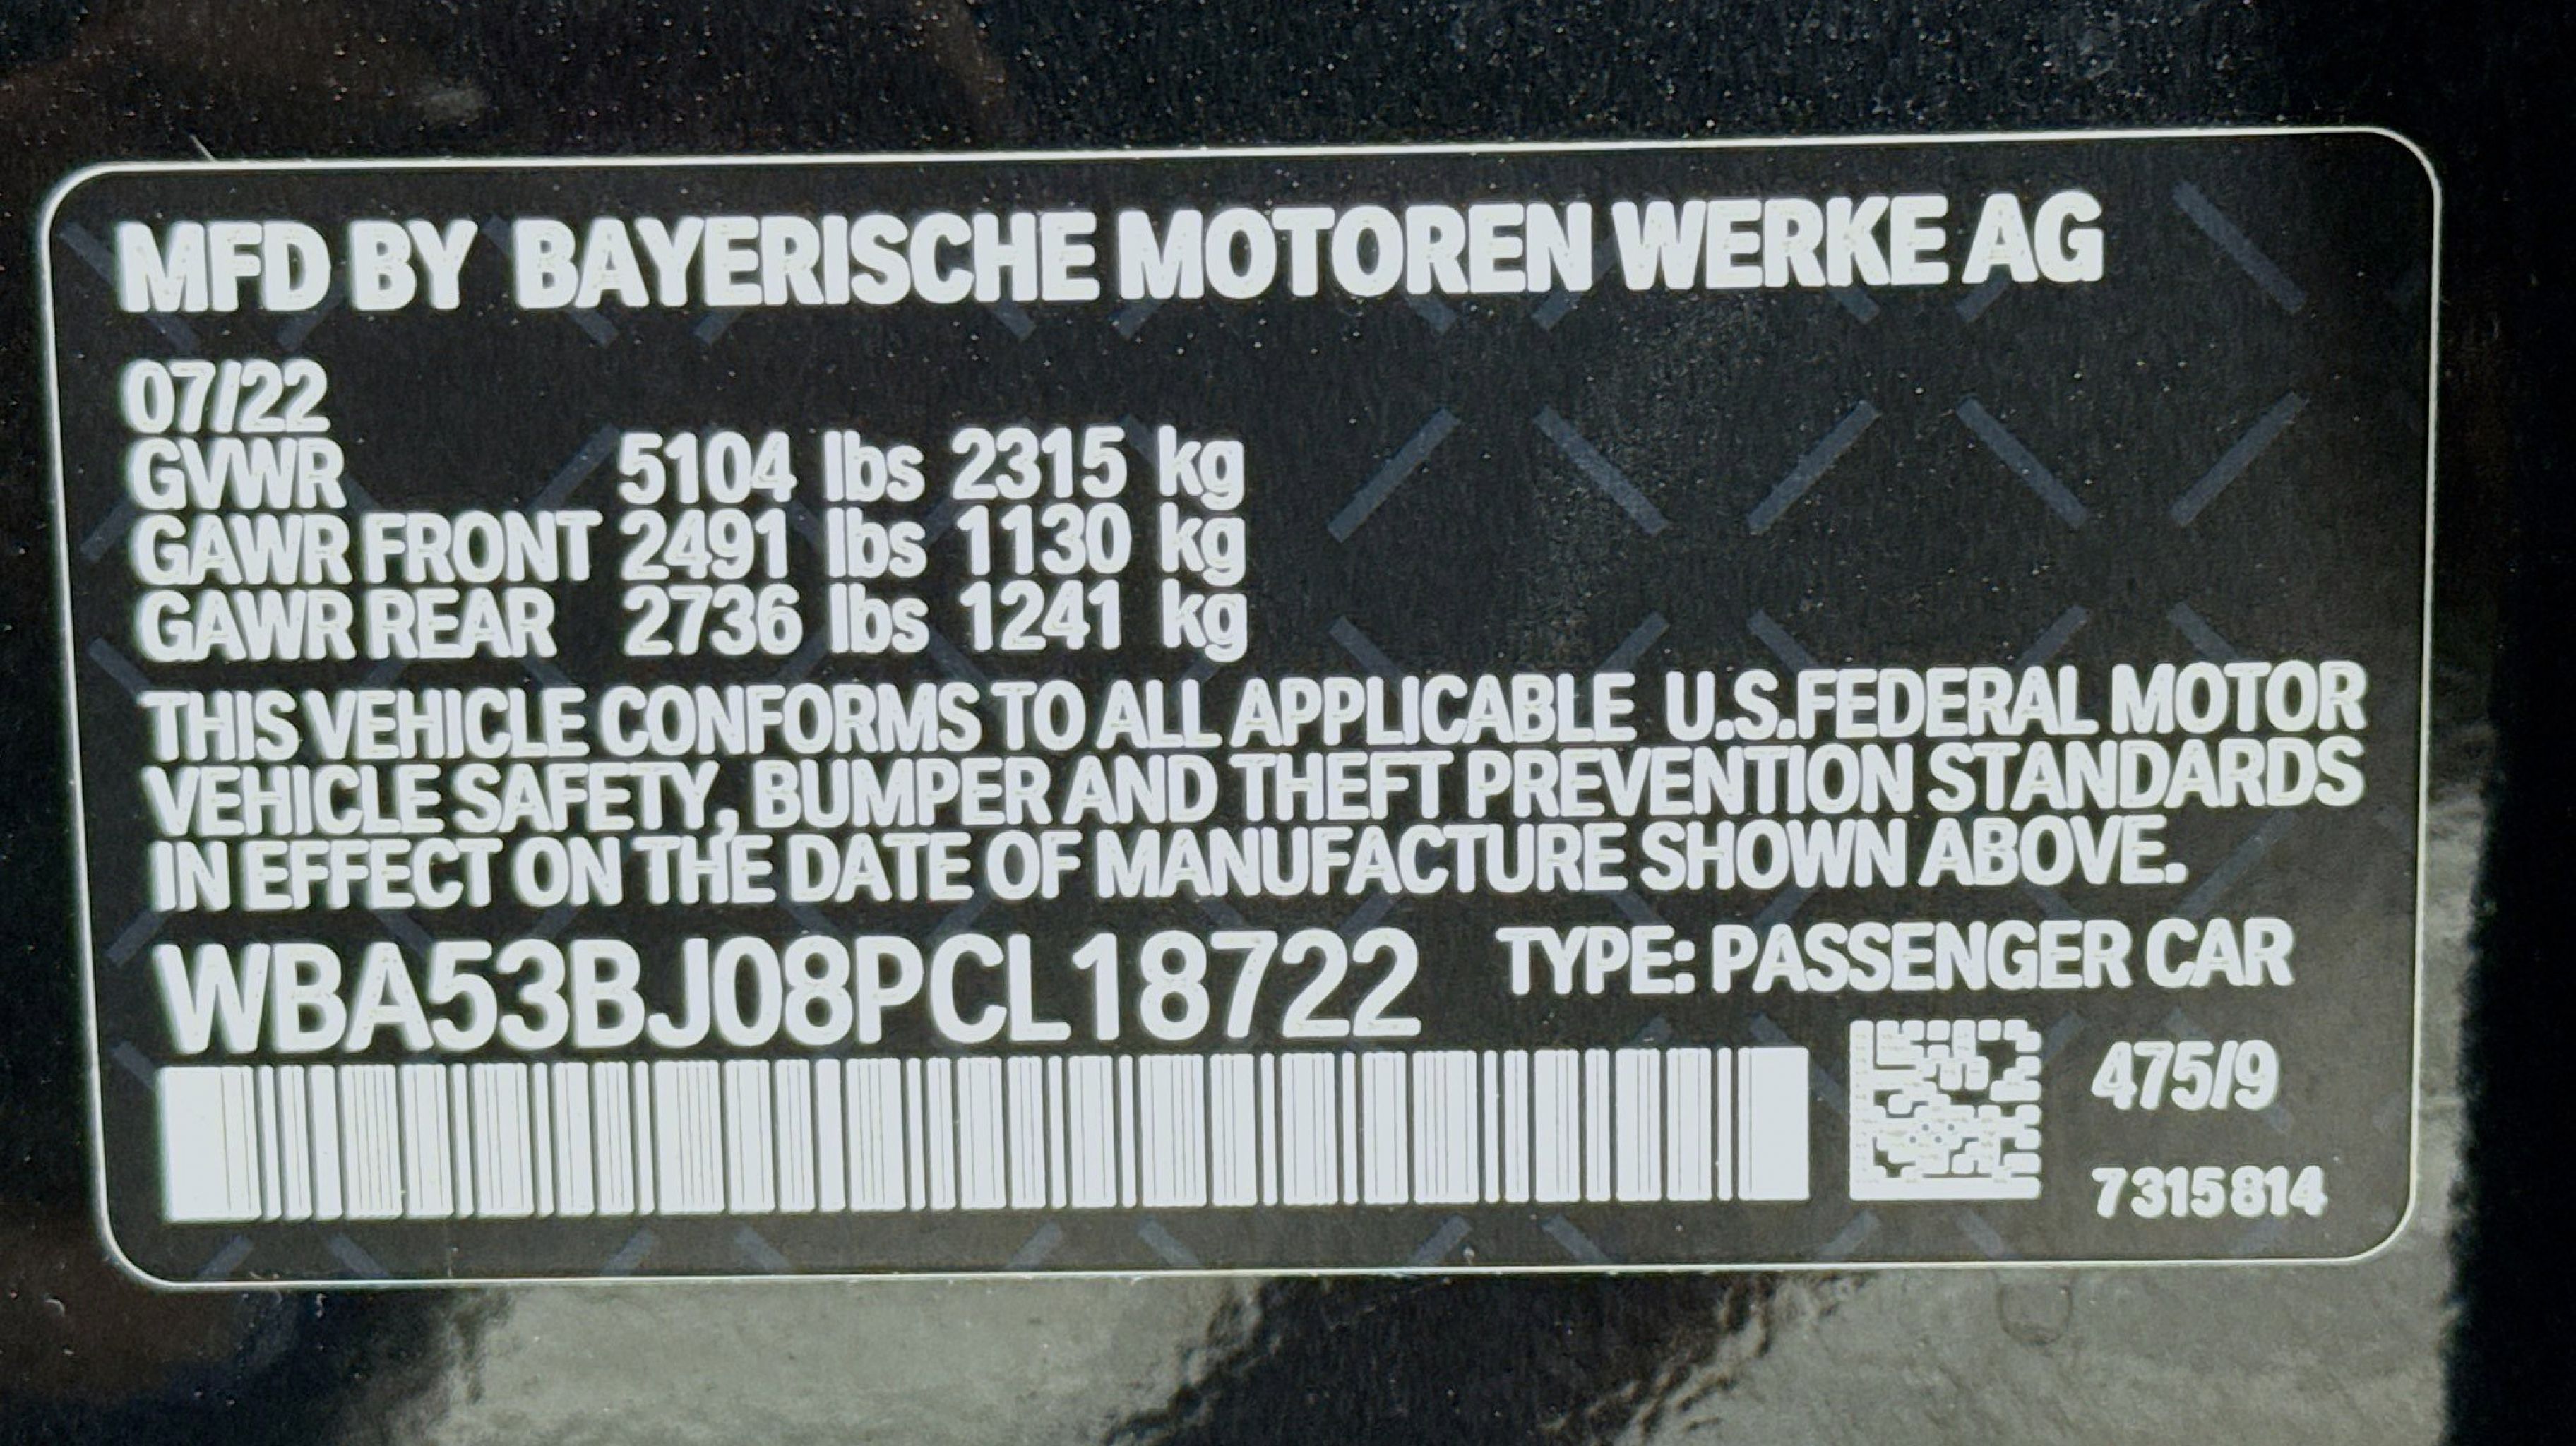 MFD BY BAYERISCHE MOTOREN WERKE AG
07/22
GVWR 5104 lbs 2315 kg
GAWR FRONT 2491 lbs 1130 kg
GAWR REAR 2736 lbs 1241 kg
THIS VEHICLE CONFORMS TO ALL APPLICABLE U.S.FEDERAL MOTOR
VEHICLE SAFETY, BUMPER AND THEFT PREVENTION STANDARDS
IN EFFECT ON THE DATE OF MANUFACTURE SHOWN ABOVE.
WBA53BJ08PCL18722 TYPE: PASSENGER CAR
475/9
7315814